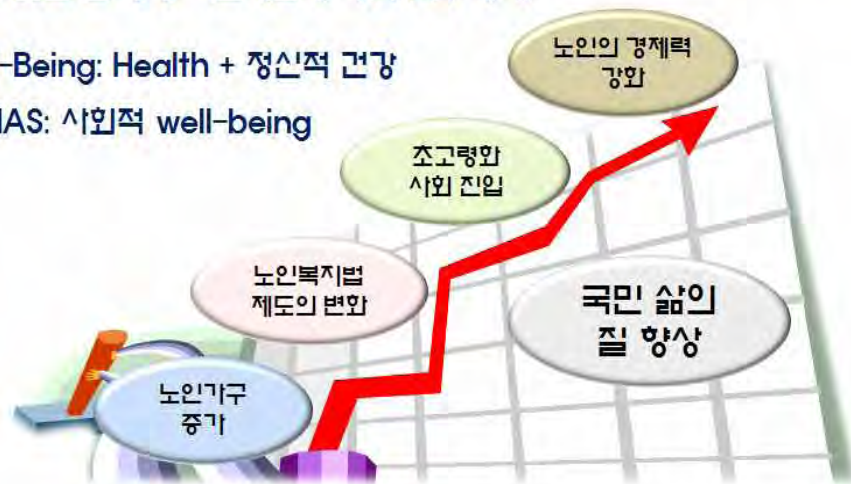 -Being: Health + 정신적 건강
IAS: 사회적 well-being
노인의 경제력
강화
초고령화
사회 진입
노인복지법
제도의 변화
국민 삶의
질 향상
노인가구
증가